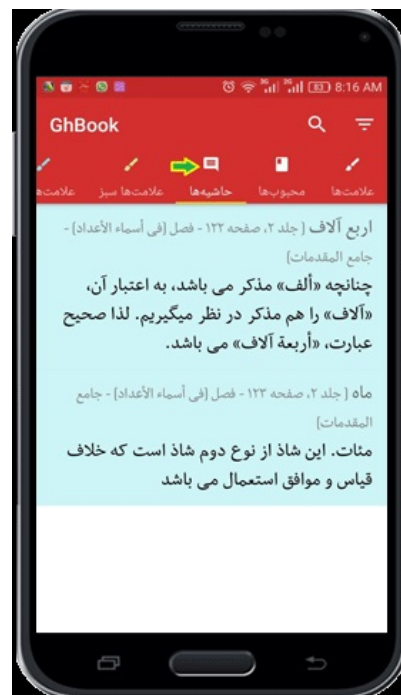 8:16 AM
GhBook
علامت‌ها
محبوب‌ها
حاشیه‌ها
علامت‌ها سبز
علامت‌ه
اربع آلاف [ جلد ۲، صفحه ۱۲۲ - فصل [فی أسماء الأعداد] -
جامع المقدمات]
چنانچه «ألف» مذکر می باشد، به اعتبار آن،
«آلاف» را هم مذکر در نظر میگیریم. لذا صحیح
عبارت، «أربعة آلاف» می باشد.
ماه [ جلد ۲، صفحه ۱۲۳ - فصل [فی أسماء الأعداد] - جامع
المقدمات]
مئات. این شاذ از نوع دوم شاذ است که خلاف
قیاس و موافق استعمال می باشد